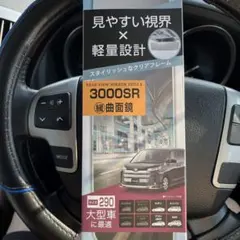 見やすい視界
×
軽量設計
スタイリッシュなクリアフレーム
3000SR
緩曲面鏡
290
大型車
に最適